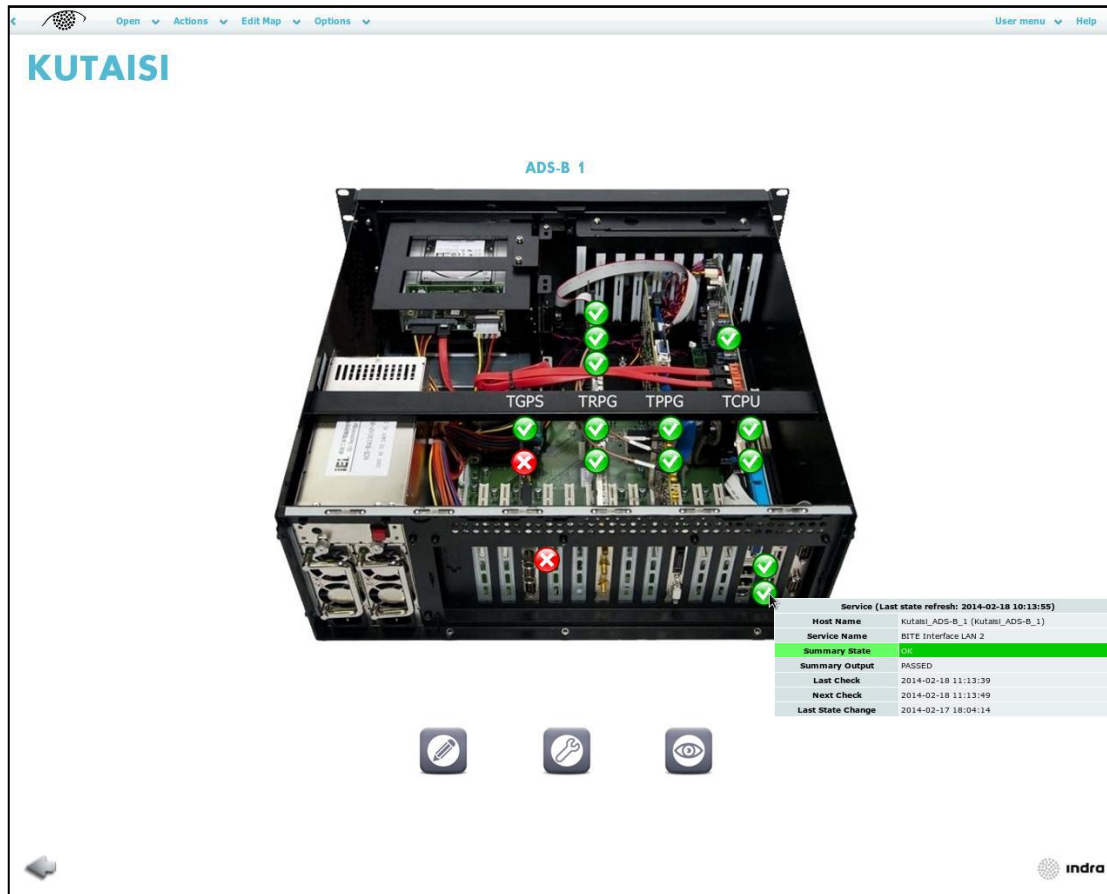 Open Actions Edit Map Options User menu Help
KUTAISI
ADS-B 1
TGPS TRPG TPPG TCPU
IEI
Service (Last state refresh: 2014-02-18 10:13:55)
Host Name Kutaisi_ADS-B_1 (Kutaisi_ADS-B_1)
Service Name BITE Interface LAN 2
Summary State OK
Summary Output PASSED
Last Check 2014-02-18 11:13:39
Next Check 2014-02-18 11:13:49
Last State Change 2014-02-17 18:04:14
indra